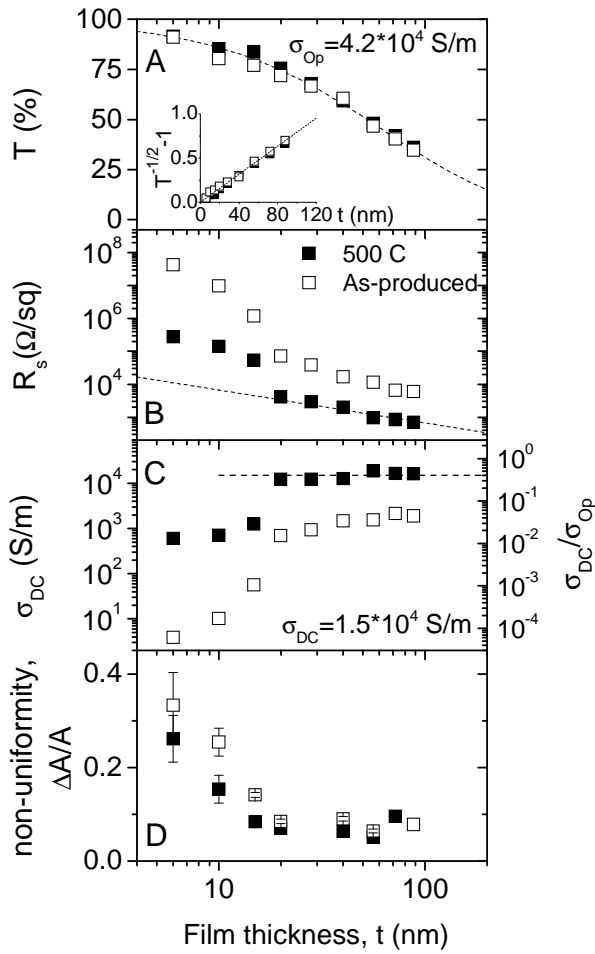 100
75
50
25
0
T (%)
A
σOp=4.2*10^4 S/m
1.0
0.5
0.0
T^-1/2-1
0 40 80 120
t (nm)
10^8
10^6
10^4
Rs(Ω/sq)
500 C
As-produced
B
10^4
10^3
10^2
10^1
σDC (S/m)
C
10^0
10^-1
10^-2
10^-3
10^-4
σDC/σOp
σDC=1.5*10^4 S/m
0.4
0.2
0.0
non-uniformity,
ΔA/A
D
10 100
Film thickness, t (nm)